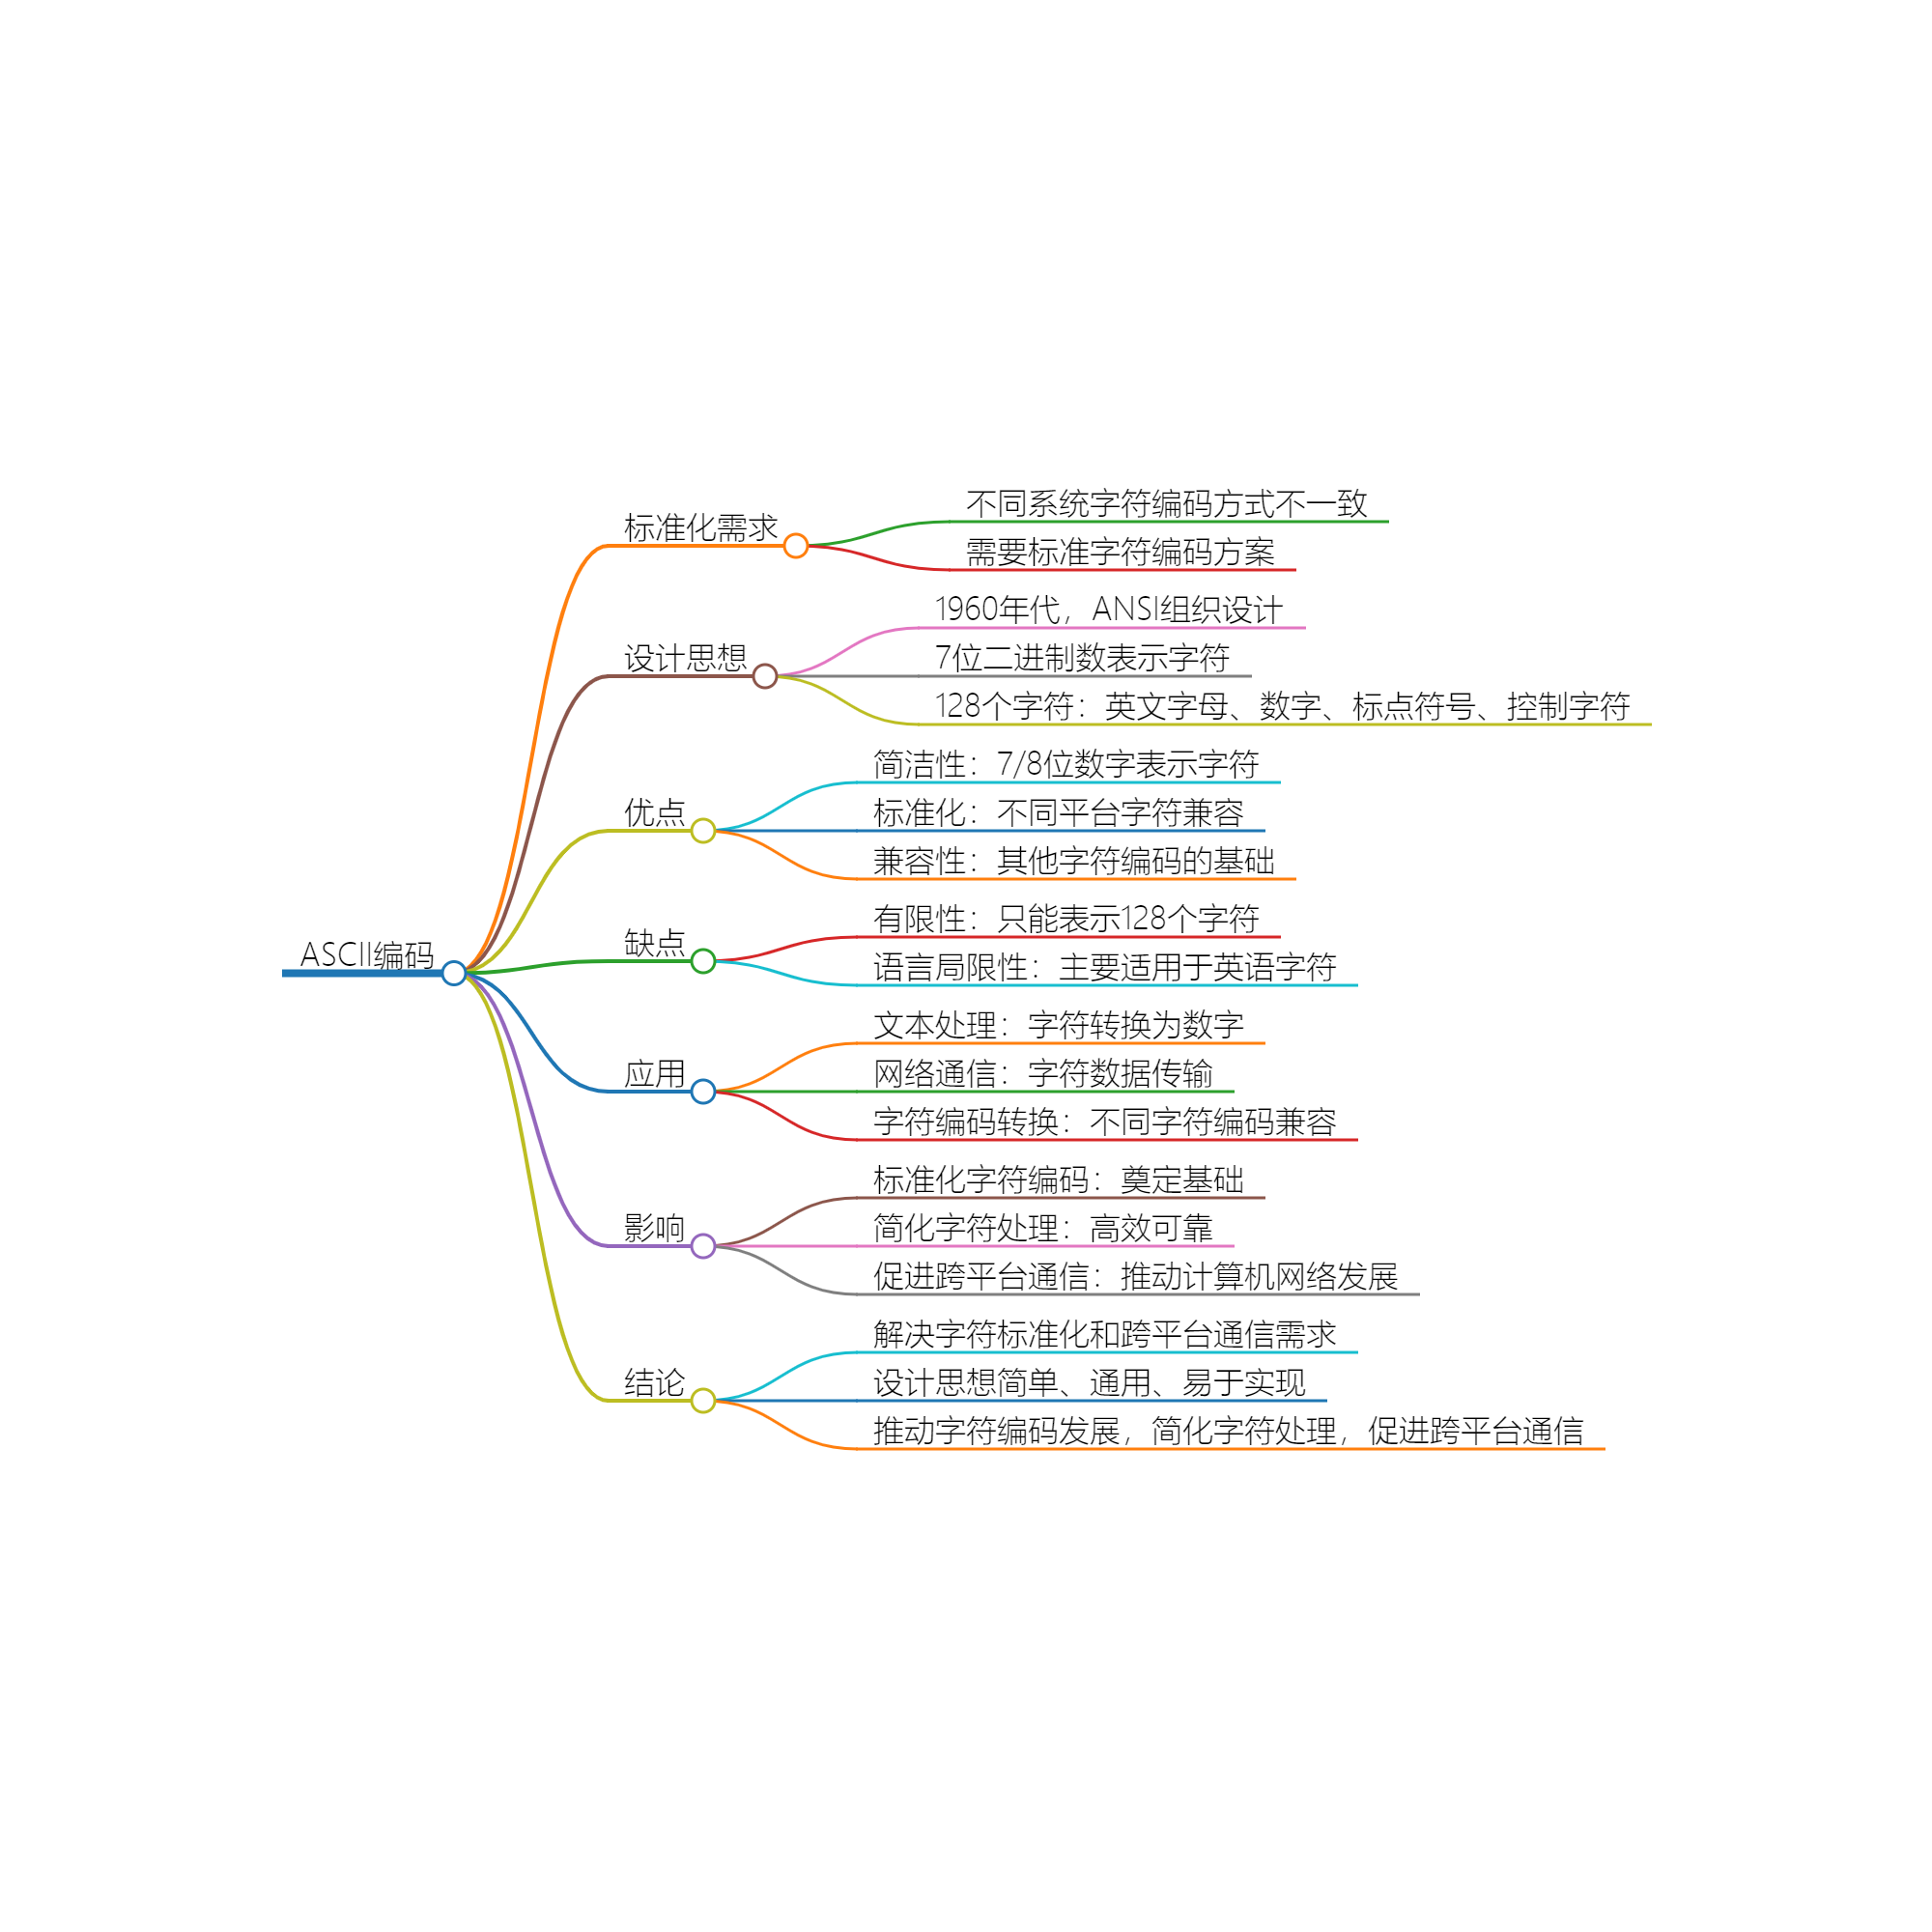 ASCII编码
标准化需求
不同系统字符编码方式不一致
需要标准字符编码方案
设计思想
1960年代，ANSI组织设计
7位二进制数表示字符
128个字符：英文字母、数字、标点符号、控制字符
优点
简洁性：7/8位数字表示字符
标准化：不同平台字符兼容
兼容性：其他字符编码的基础
缺点
有限性：只能表示128个字符
语言局限性：主要适用于英语字符
应用
文本处理：字符转换为数字
网络通信：字符数据传输
字符编码转换：不同字符编码兼容
影响
标准化字符编码：奠定基础
简化字符处理：高效可靠
促进跨平台通信：推动计算机网络发展
结论
解决字符标准化和跨平台通信需求
设计思想简单、通用、易于实现
推动字符编码发展，简化字符处理，促进跨平台通信